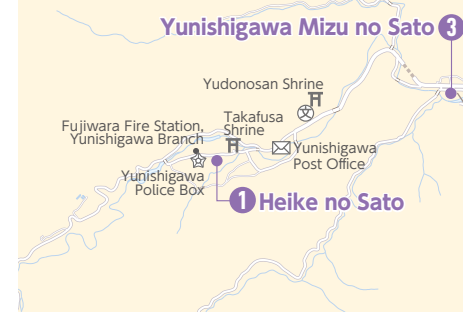 Yunishigawa Mizu no Sato 3
Yudonosan Shrine
Takafusa
Shrine
Fujiwara Fire Station,
Yunishigawa Branch
Yunishigawa
Post Office
Yunishigawa
Police Box
1 Heike no Sato